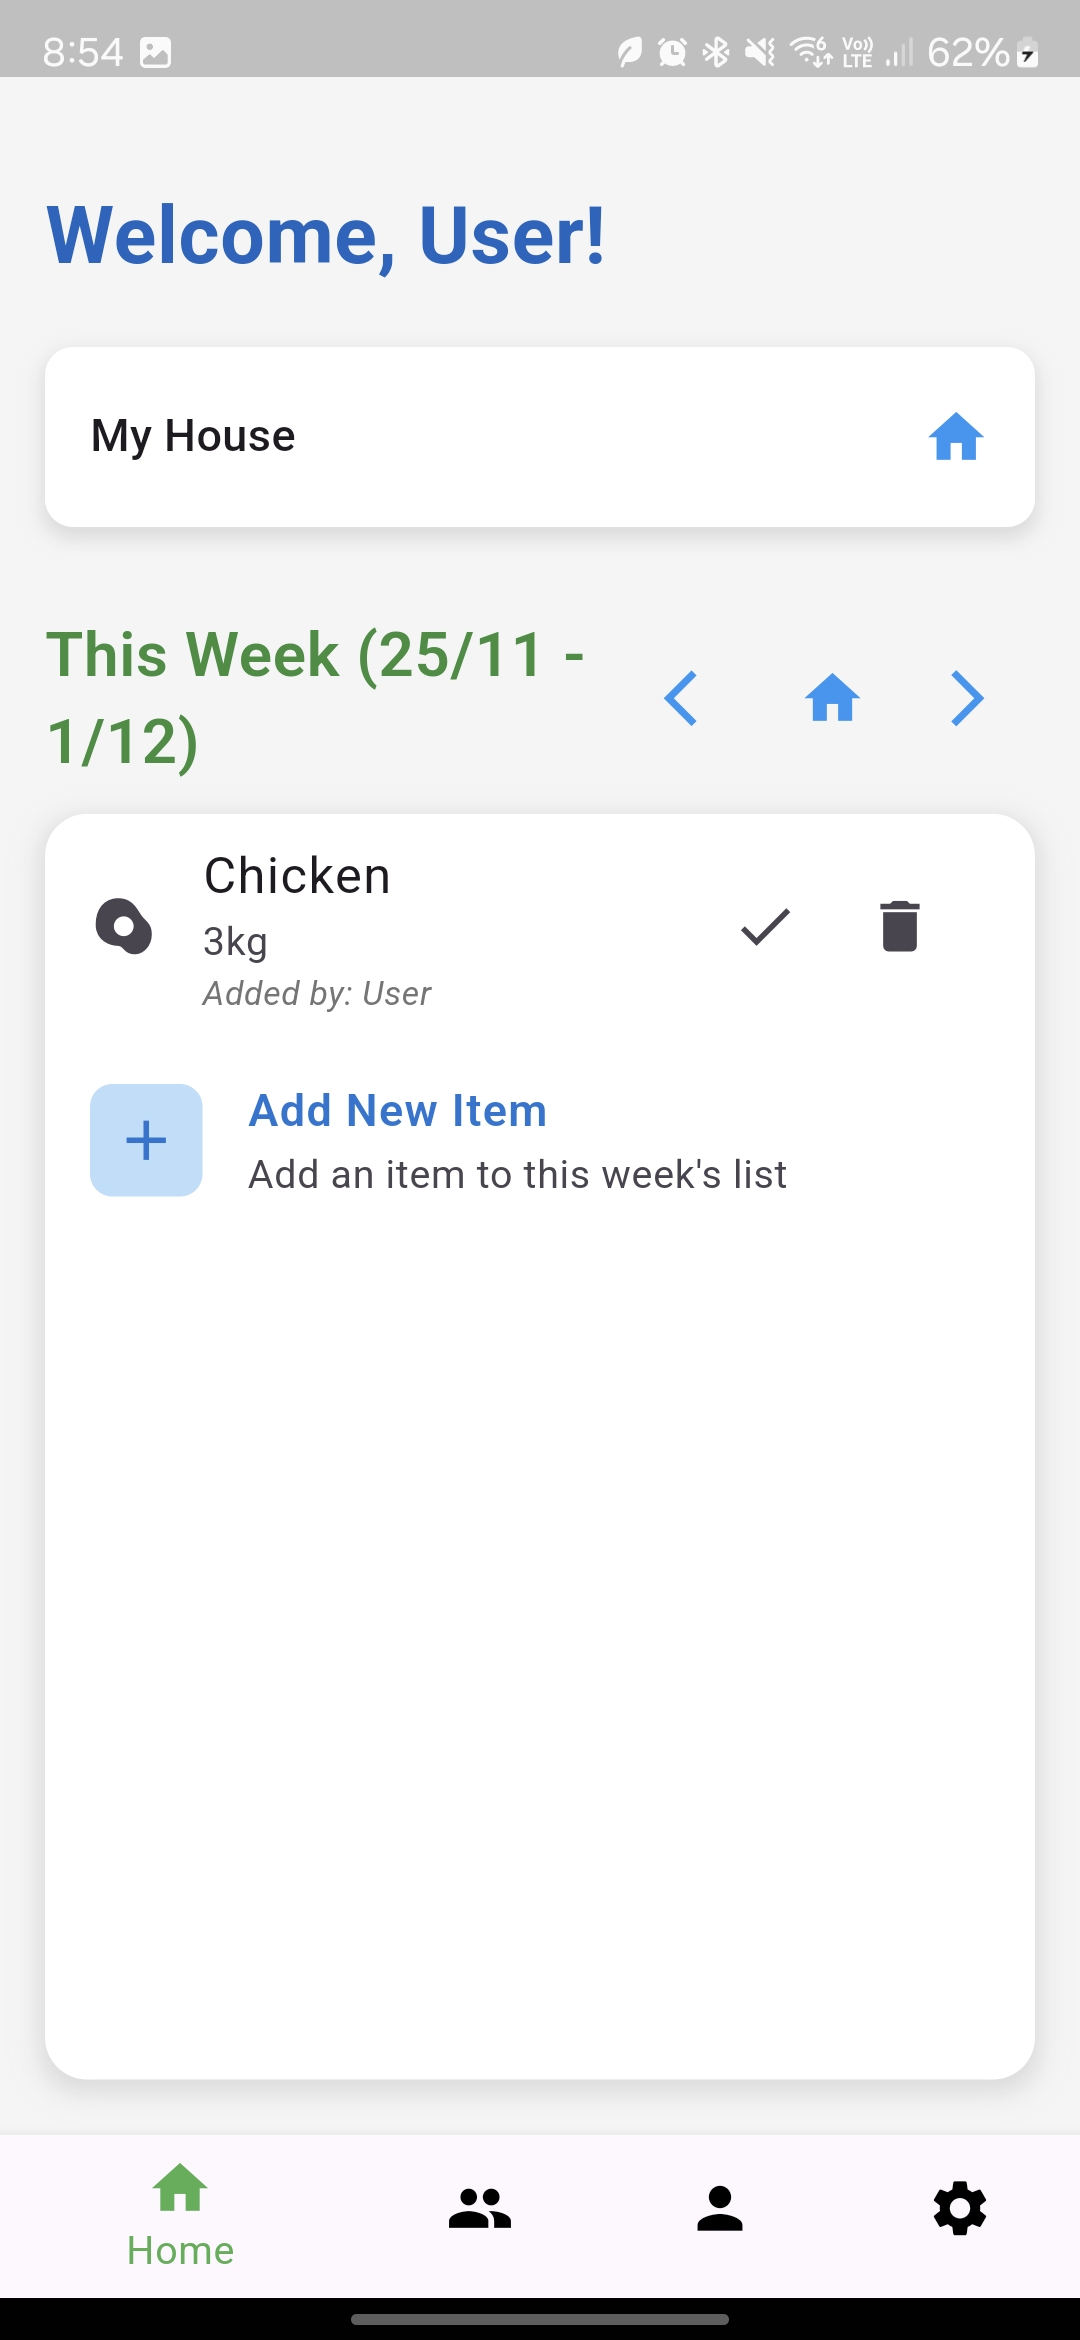 8:54
6 Vo)) LTE 62%
Welcome, User!
My House
This Week (25/11 -
1/12)
Chicken
3kg
Added by: User
Add New Item
Add an item to this week's list
Home